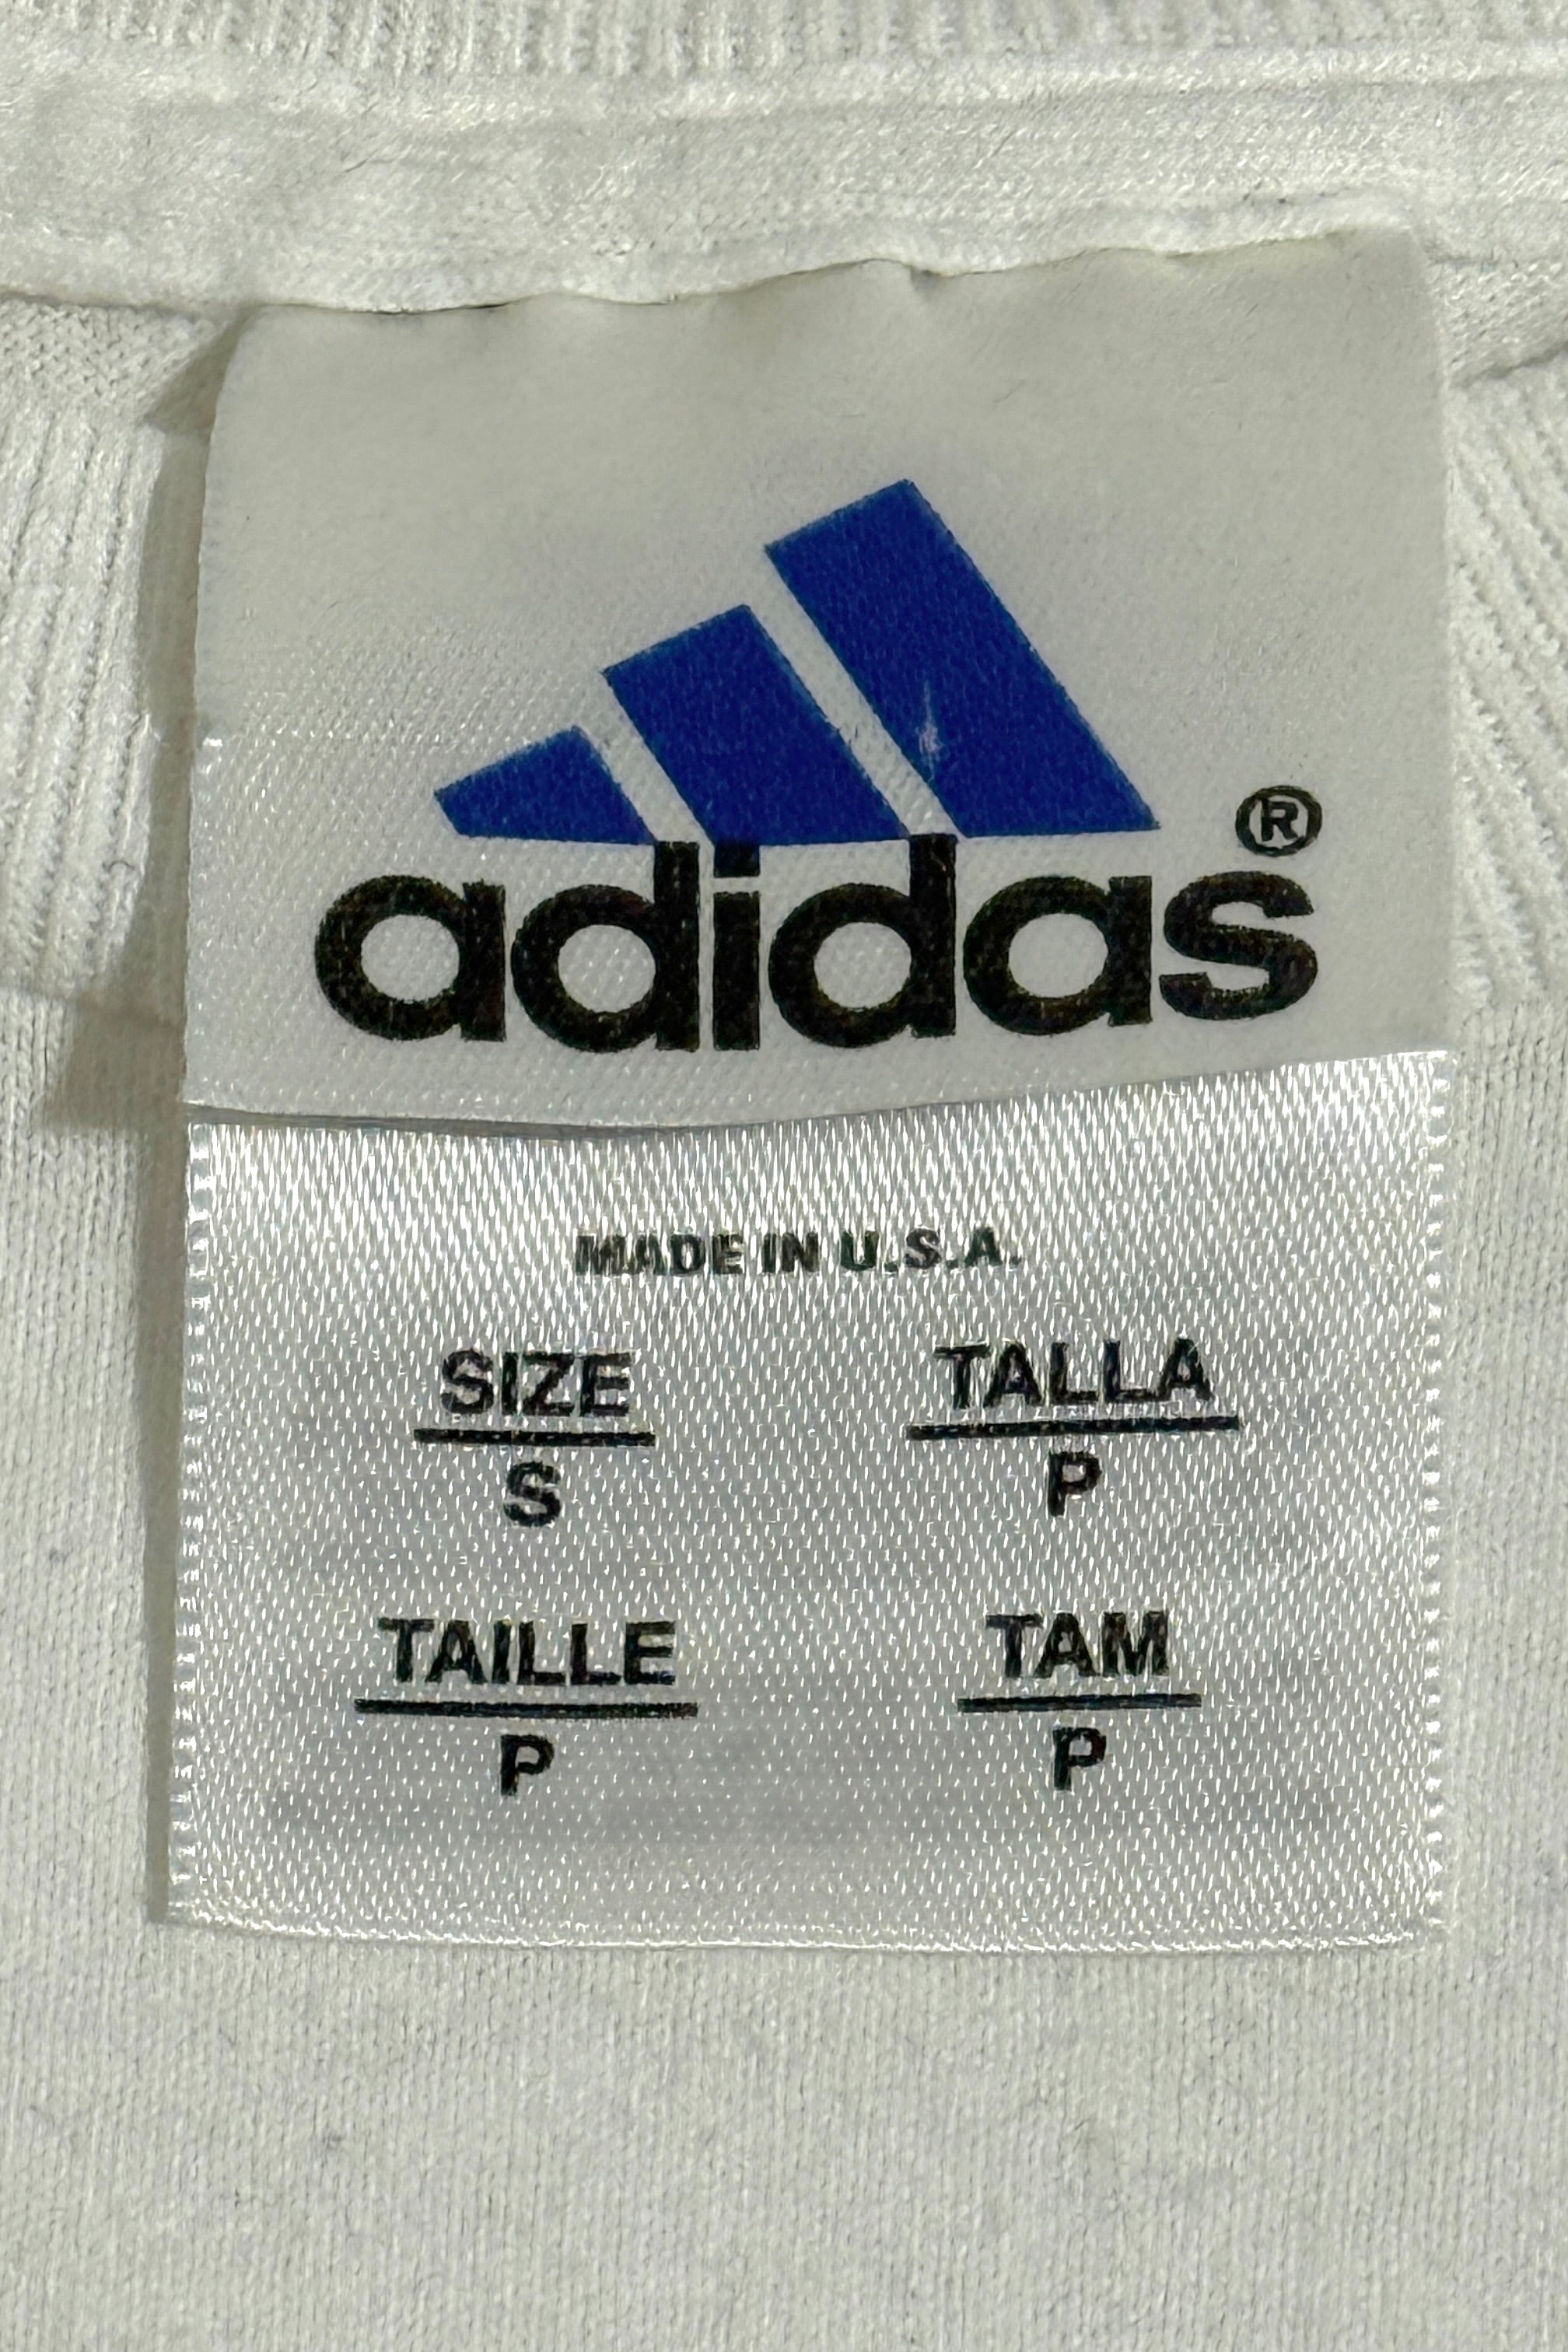 adidas®
MADE IN U.S.A.
SIZE TALLA
S P
TAILLE TAM
P P